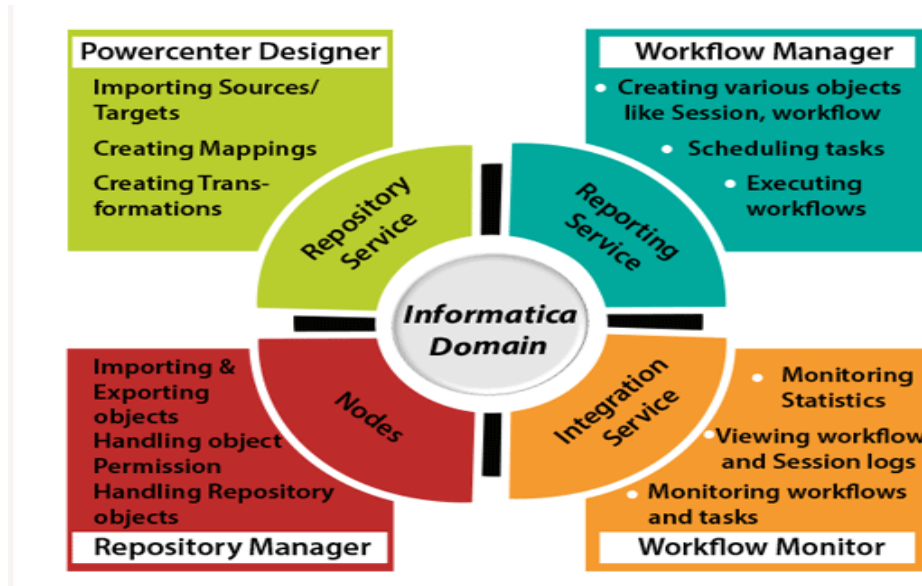 Powercenter Designer
Importing Sources/
Targets
Creating Mappings
Creating Trans-
formations
Workflow Manager
Creating various objects
like Session, workflow
Scheduling tasks
Executing
workflows
Repository
Service
Reporting
Service
Informatica
Domain
Nodes
Integration
Service
Importing &
Exporting
objects
Handling object
Permission
Handling Repository
objects
Repository Manager
Monitoring
Statistics
Viewing workflow
and Session logs
Monitoring workflows
and tasks
Workflow Monitor